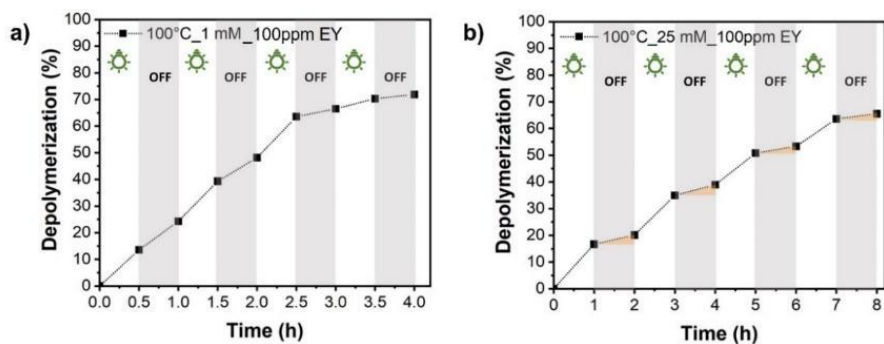 a)
100°C_1 mM_100ppm EY
OFF OFF OFF OFF
Depolymerization (%)
100
90
80
70
60
50
40
30
20
10
0
0.0 0.5 1.0 1.5 2.0 2.5 3.0 3.5 4.0
Time (h)
b)
100°C_25 mM_100ppm EY
OFF OFF OFF OFF
Depolymerization (%)
100
90
80
70
60
50
40
30
20
10
0
0 1 2 3 4 5 6 7 8
Time (h)